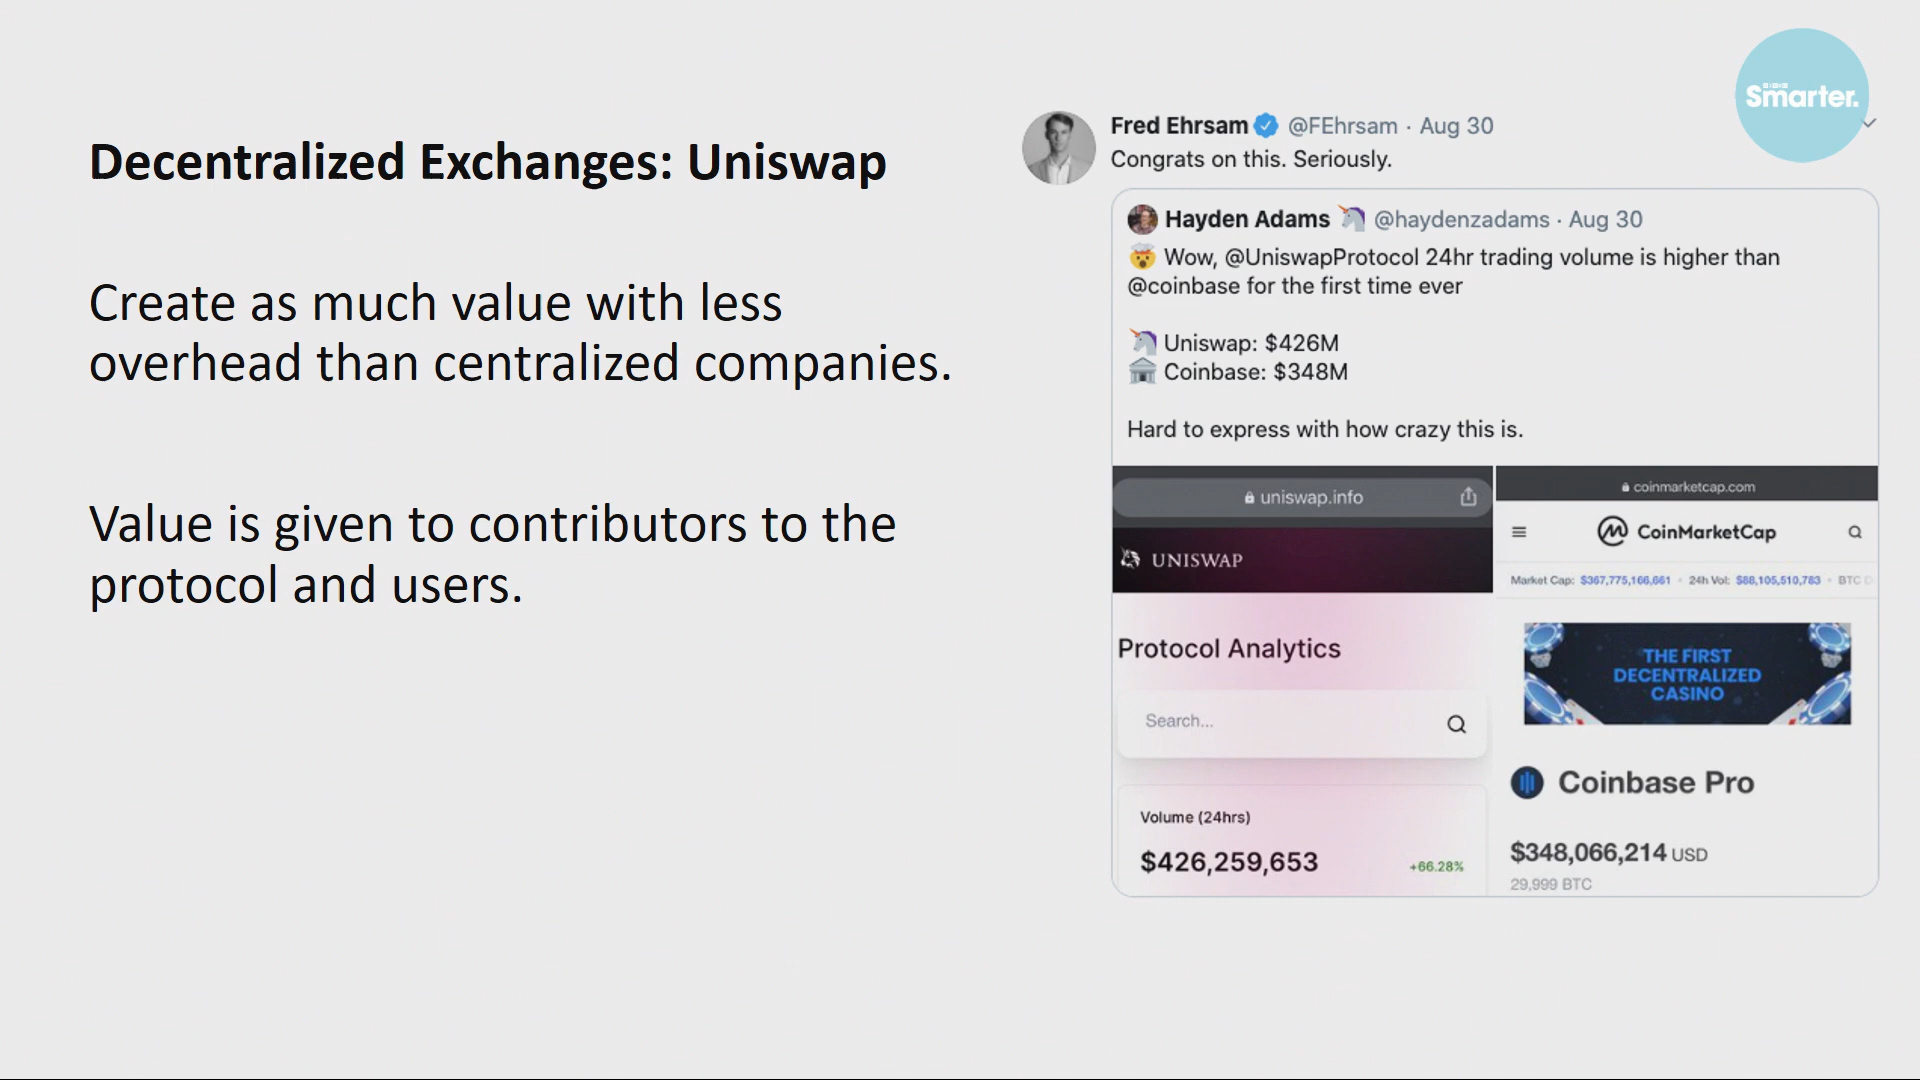 Smarter.
Decentralized Exchanges: Uniswap
Create as much value with less
overhead than centralized companies.
Value is given to contributors to the
protocol and users.
Fred Ehrsam @FEhrsam · Aug 30
Congrats on this. Seriously.
Hayden Adams 🦄 @haydenzadams · Aug 30
🤯 Wow, @UniswapProtocol 24hr trading volume is higher than
@coinbase for the first time ever
🦄 Uniswap: $426M
🏦 Coinbase: $348M
Hard to express with how crazy this is.
uniswap.info
UNISWAP
Protocol Analytics
Search...
Volume (24hrs)
$426,259,653 +66.28%
coinmarketcap.com
CoinMarketCap
Market Cap: $367,775,166,661 · 24h Vol: $88,105,510,783 · BTC
THE FIRST
DECENTRALIZED
CASINO
Coinbase Pro
$348,066,214 USD
29,999 BTC